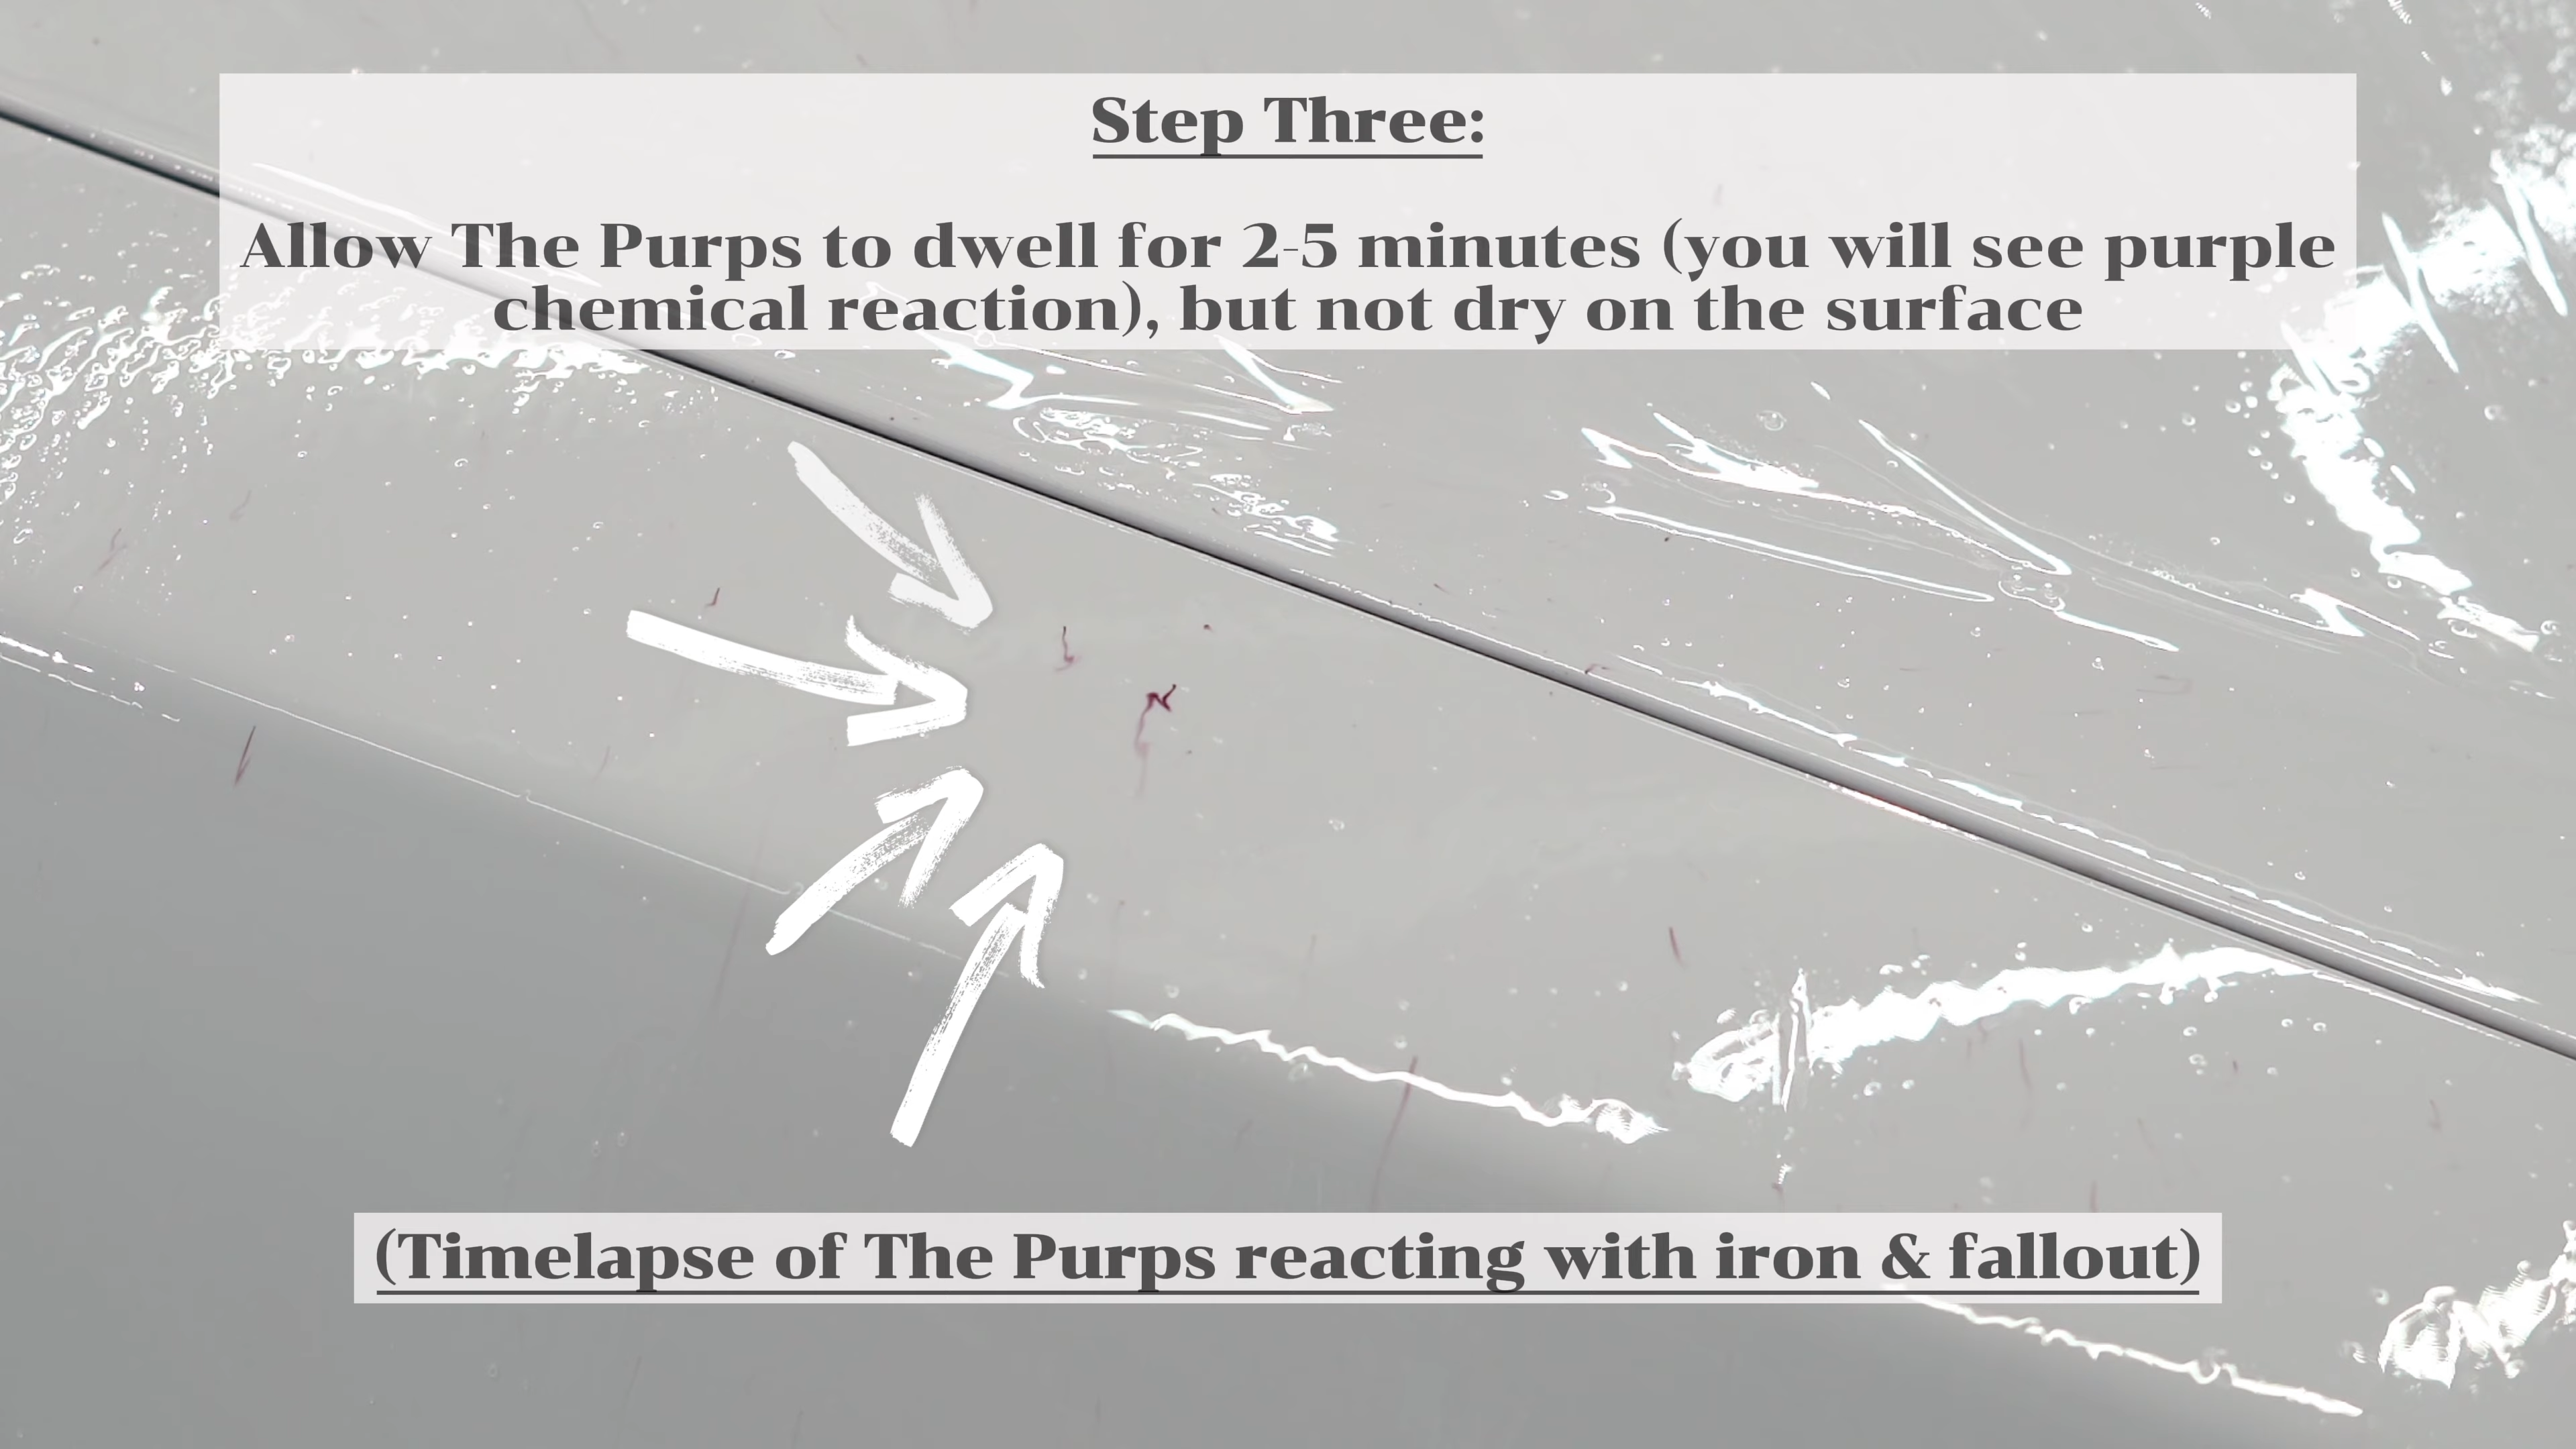 Step Three:
Allow The Purps to dwell for 2-5 minutes (you will see purple
chemical reaction), but not dry on the surface
(Timelapse of The Purps reacting with iron & fallout)